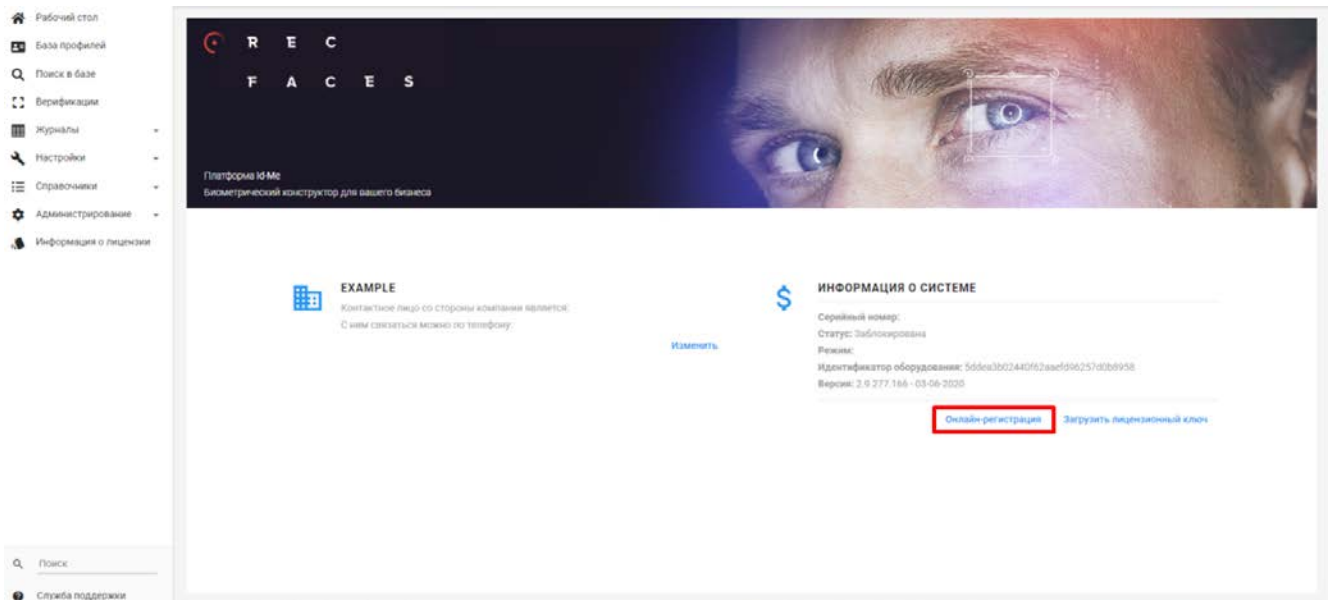 Рабочий стол
База профилей
Поиск в базе
Верификации
Журналы
Настройки
Справочники
Администрирование
Информация о лицензии
Поиск
Служба поддержки
R E C
F A C E S
Платформа Id-Me
Биометрический конструктор для вашего бизнеса
EXAMPLE
Контактное лицо со стороны компании является:
С ним связаться можно по телефону:
Изменить
ИНФОРМАЦИЯ О СИСТЕМЕ
Серийный номер:
Статус: Заблокирована
Режим:
Идентификатор оборудования:
Версия: 2.9.277.166 - 03-06-2020
Онлайн-регистрация
Загрузить лицензионный ключ